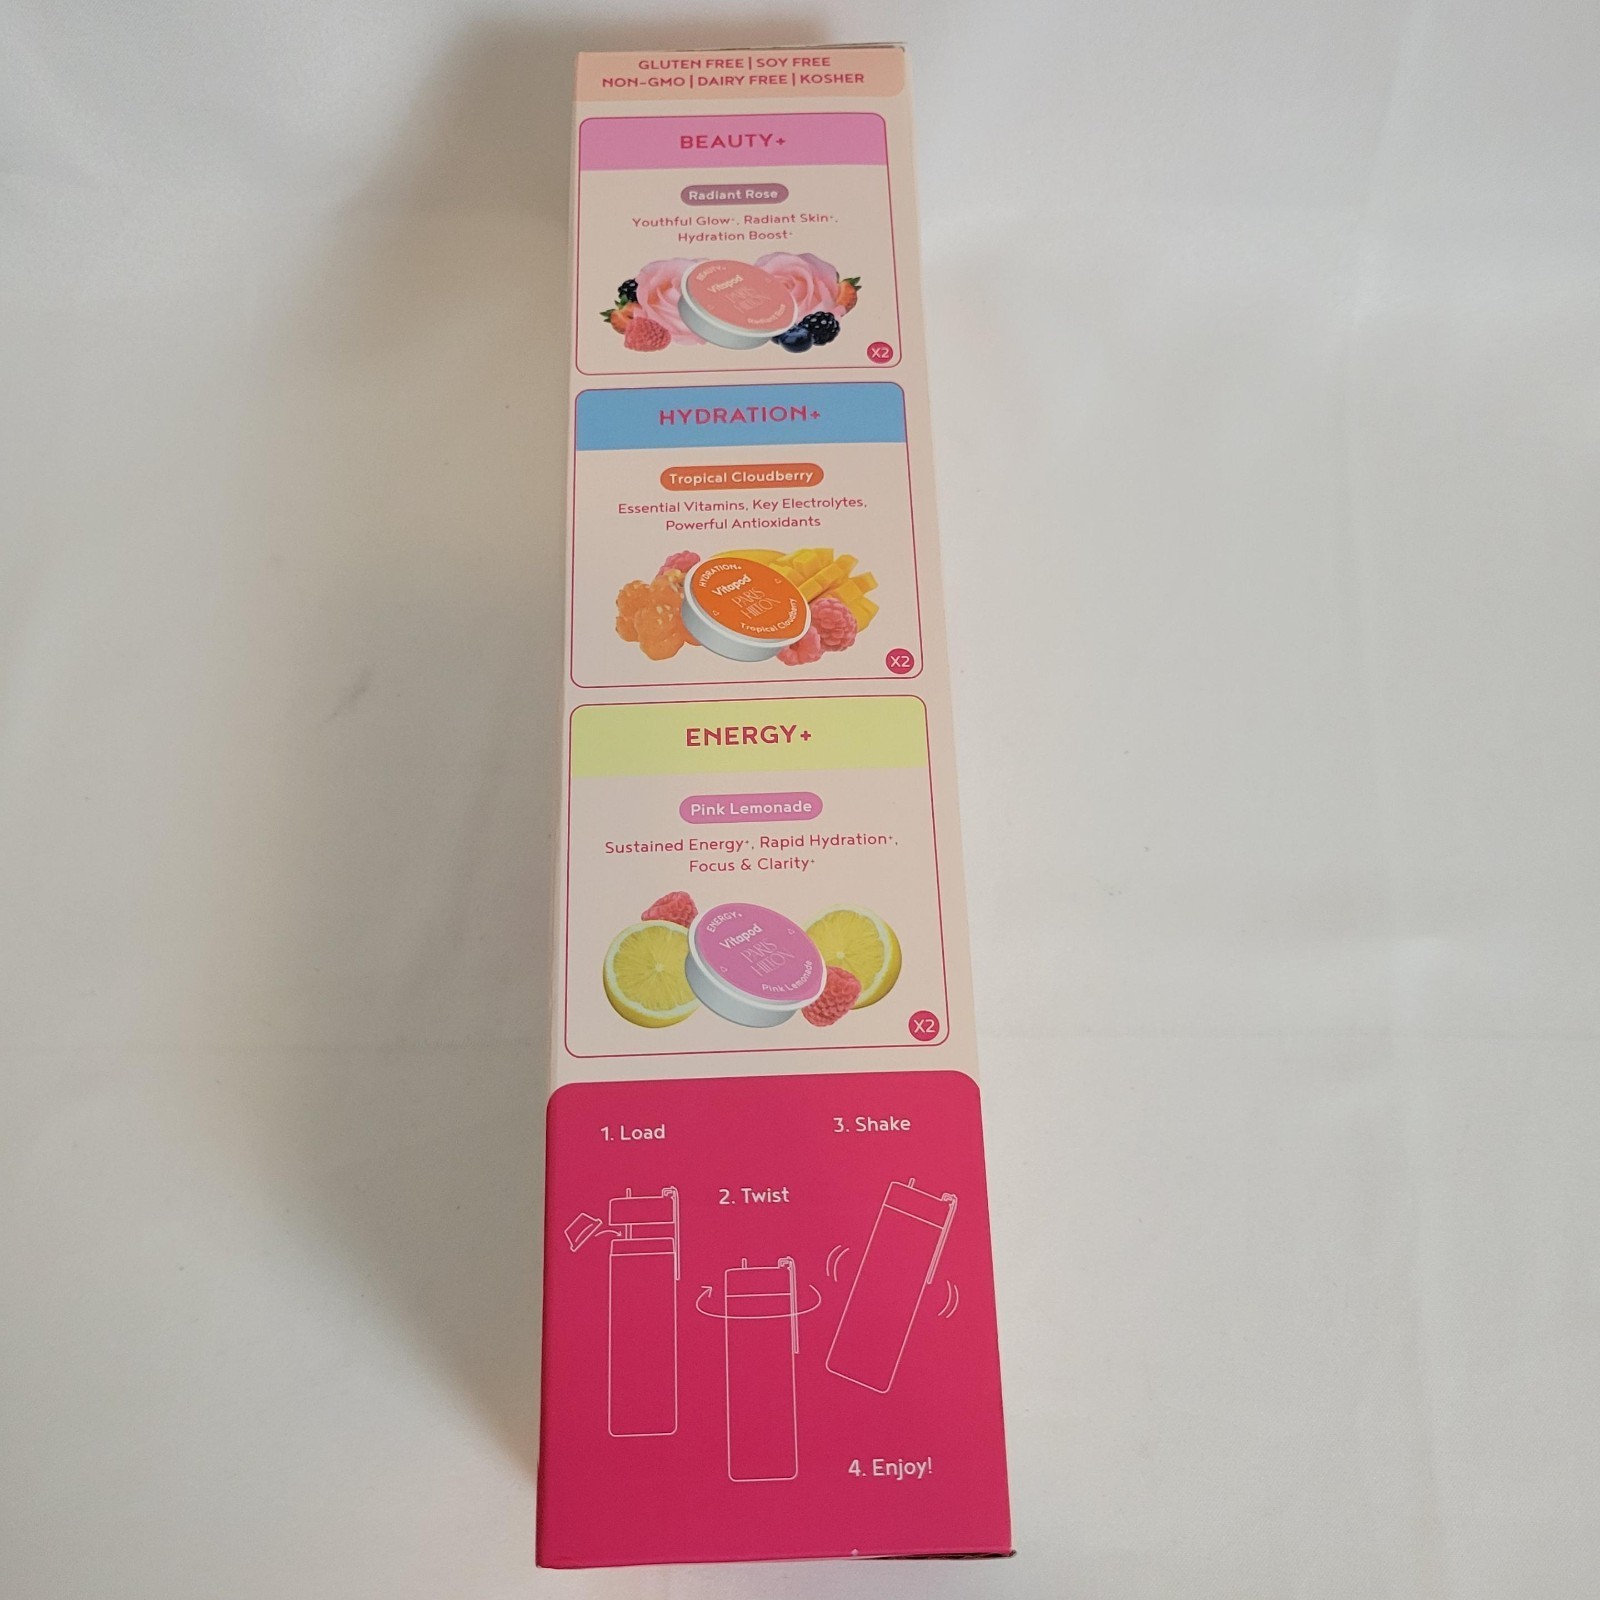 GLUTEN FREE | SOY FREE
NON-GMO | DAIRY FREE | KOSHER
BEAUTY+
Radiant Rose
Youthful Glow+, Radiant Skin+,
Hydration Boost+
BEAUTY+
Vitapod
PARIS
HILTON
Radiant Rose
X2
HYDRATION+
Tropical Cloudberry
Essential Vitamins, Key Electrolytes,
Powerful Antioxidants
HYDRATION+
Vitapod
PARIS
HILTON
Tropical Cloudberry
X2
ENERGY+
Pink Lemonade
Sustained Energy+, Rapid Hydration+,
Focus & Clarity+
ENERGY+
Vitapod
PARIS
HILTON
Pink Lemonade
X2
1. Load
2. Twist
3. Shake
4. Enjoy!